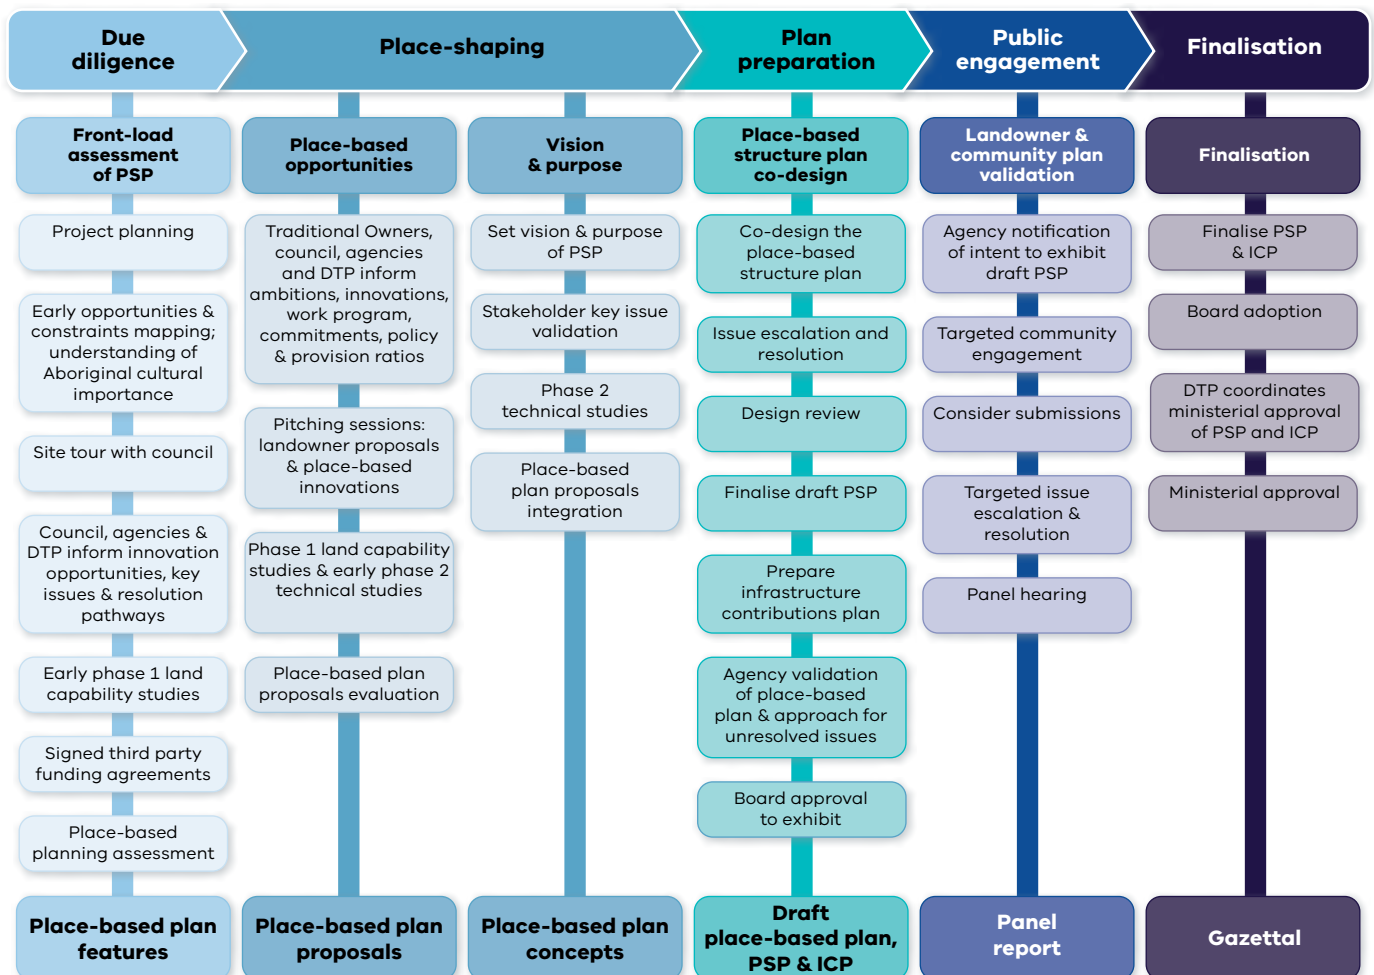 Due
diligence
Place-shaping
Plan
preparation
Public
engagement
Finalisation
Front-load
assessment
of PSP
Project planning
Early opportunities &
constraints mapping;
understanding of
Aboriginal cultural
importance
Site tour with council
Council, agencies &
DTP inform innovation
opportunities, key
issues & resolution
pathways
Early phase 1 land
capability studies
Signed third party
funding agreements
Place-based
planning assessment
Place-based plan
features
Place-based
opportunities
Traditional Owners,
council, agencies
and DTP inform
ambitions, innovations,
work program,
commitments, policy
& provision ratios
Pitching sessions:
landowner proposals
& place-based
innovations
Phase 1 land capability
studies & early phase 2
technical studies
Place-based plan
proposals evaluation
Place-based plan
proposals
Vision
& purpose
Set vision & purpose
of PSP
Stakeholder key issue
validation
Phase 2
technical studies
Place-based
plan proposals
integration
Place-based plan
concepts
Place-based
structure plan
co-design
Co-design the
place-based
structure plan
Issue escalation and
resolution
Design review
Finalise draft PSP
Prepare
infrastructure
contributions plan
Agency validation
of place-based
plan & approach for
unresolved issues
Board approval
to exhibit
Draft
place-based plan,
PSP & ICP
Landowner &
community plan
validation
Agency notification
of intent to exhibit
draft PSP
Targeted community
engagement
Consider submissions
Targeted issue
escalation &
resolution
Panel hearing
Panel
report
Finalisation
Finalise PSP
& ICP
Board adoption
DTP coordinates
ministerial approval
of PSP and ICP
Ministerial approval
Gazettal